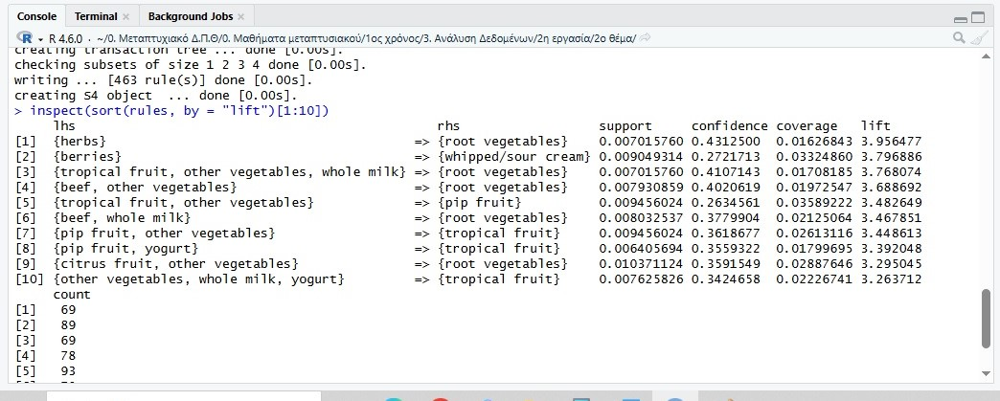 Console Terminal Background Jobs
R 4.6.0 · ~/0. Μεταπτυχιακό Δ.Π.Θ/0. Μαθήματα μεταπτυσιακού/1ος χρόνος/3. Ανάλυση Δεδομένων/2η εργασία/2ο θέμα/
creating transaction tree ... done [0.00s].
checking subsets of size 1 2 3 4 done [0.00s].
writing ... [463 rule(s)] done [0.00s].
creating S4 object  ... done [0.00s].
> inspect(sort(rules, by = "lift")[1:10])
     lhs                                                rhs                  support     confidence coverage   lift
[1]  {herbs}                                         => {root vegetables}    0.007015760 0.4312500  0.01626843 3.956477
[2]  {berries}                                       => {whipped/sour cream} 0.009049314 0.2721713  0.03324860 3.796886
[3]  {tropical fruit, other vegetables, whole milk}  => {root vegetables}    0.007015760 0.4107143  0.01708185 3.768074
[4]  {beef, other vegetables}                        => {root vegetables}    0.007930859 0.4020619  0.01972547 3.688692
[5]  {tropical fruit, other vegetables}              => {pip fruit}          0.009456024 0.2634561  0.03589222 3.482649
[6]  {beef, whole milk}                              => {root vegetables}    0.008032537 0.3779904  0.02125064 3.467851
[7]  {pip fruit, other vegetables}                   => {tropical fruit}     0.009456024 0.3618677  0.02613116 3.448613
[8]  {pip fruit, yogurt}                             => {tropical fruit}     0.006405694 0.3559322  0.01799695 3.392048
[9]  {citrus fruit, other vegetables}                => {root vegetables}    0.010371124 0.3591549  0.02887646 3.295045
[10] {other vegetables, whole milk, yogurt}          => {tropical fruit}     0.007625826 0.3424658  0.02226741 3.263712
     count
[1]   69
[2]   89
[3]   69
[4]   78
[5]   93